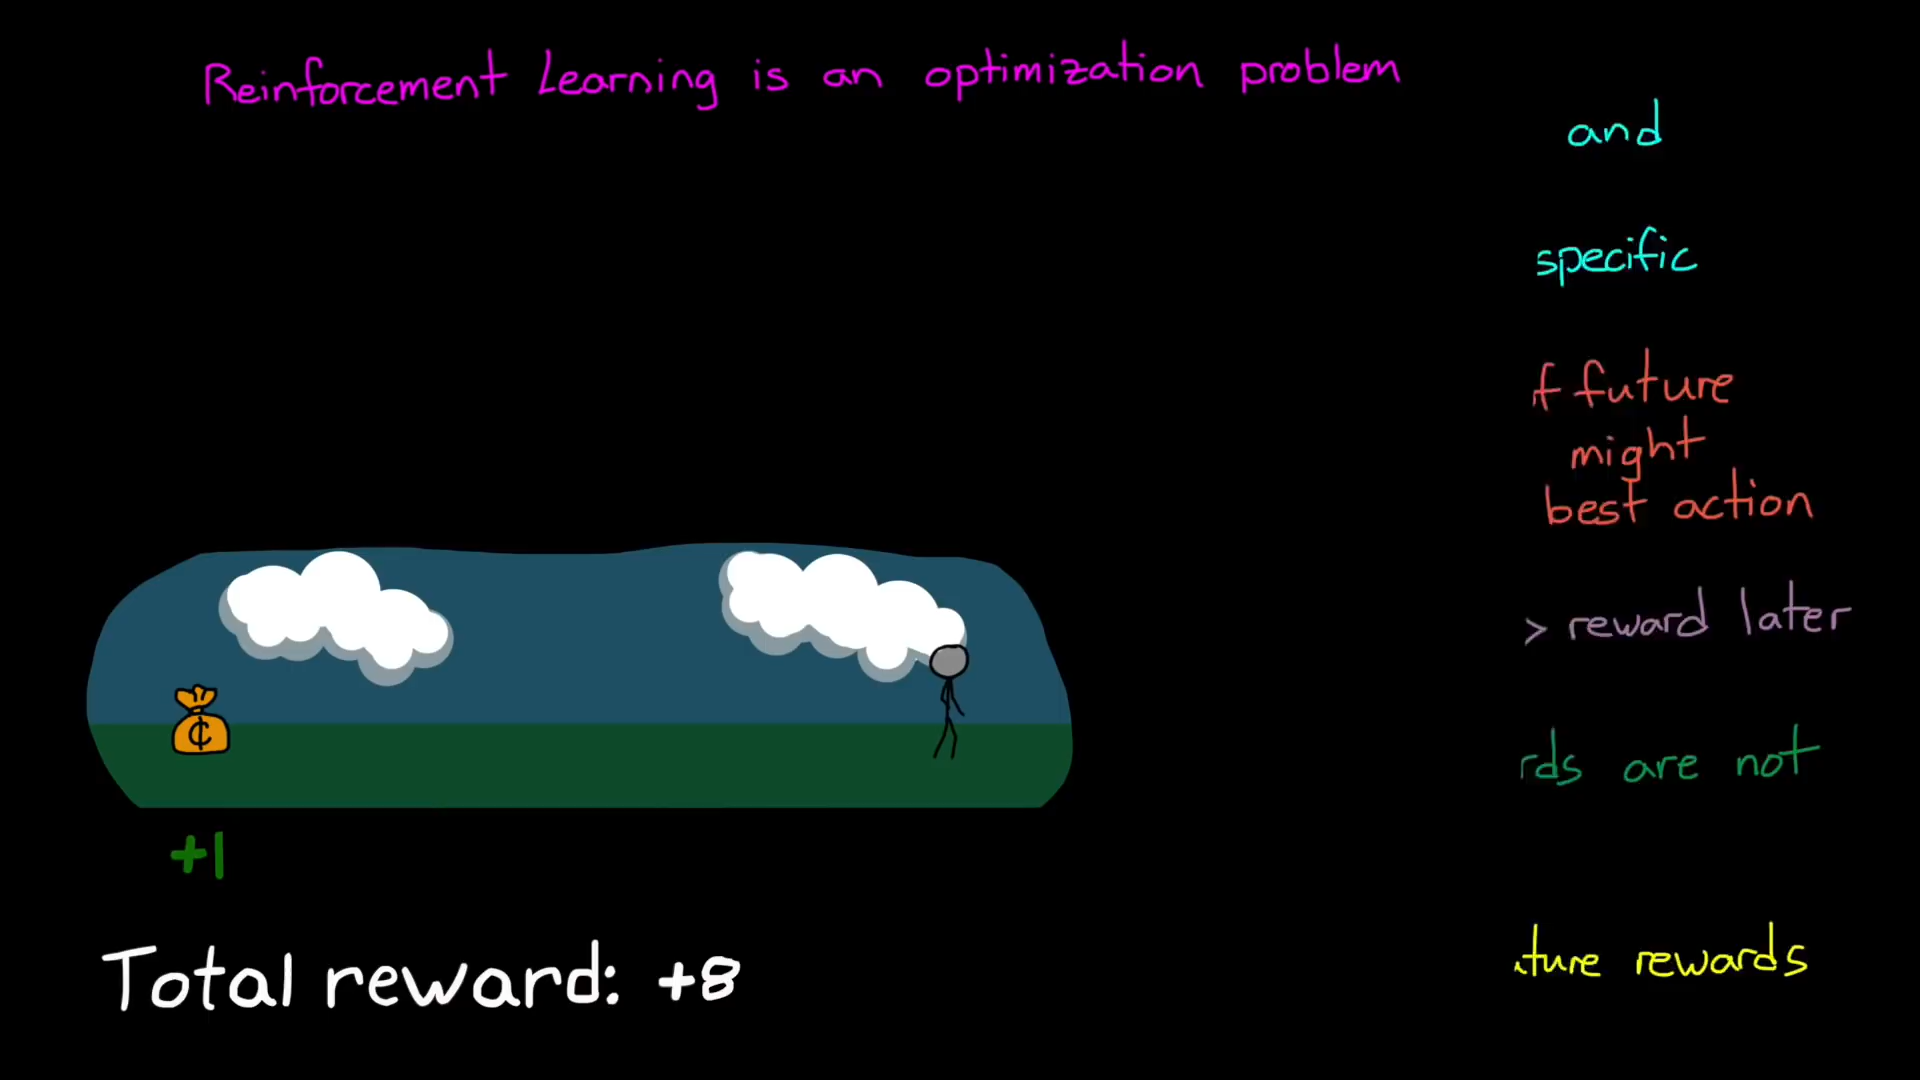 Reinforcement Learning is an optimization problem
and
specific
f future
might
best action
> reward later
rds are not
ture rewards
¢
+1
Total reward: +8